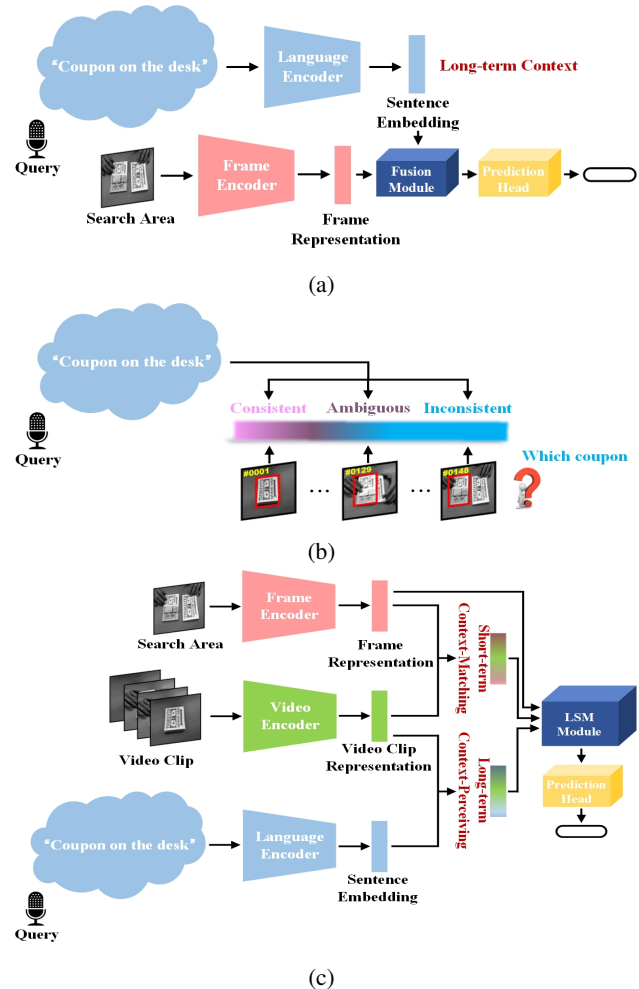 "Coupon on the desk"
Language
Encoder
Long-term Context
Sentence
Embedding
Query
Frame
Encoder
Fusion
Module
Prediction
Head
Search Area
Frame
Representation
(a)
"Coupon on the desk"
Query
Consistent Ambiguous Inconsistent
Which coupon
#0001 ... #0129 ... #0148
(b)
Frame
Encoder
Search Area
Frame
Representation
Short-term
Context-Matching
Video
Encoder
LSM
Module
Video Clip
Video Clip
Representation
Long-term
Context-Perceiving
Prediction
Head
"Coupon on the desk"
Language
Encoder
Sentence
Embedding
Query
(c)